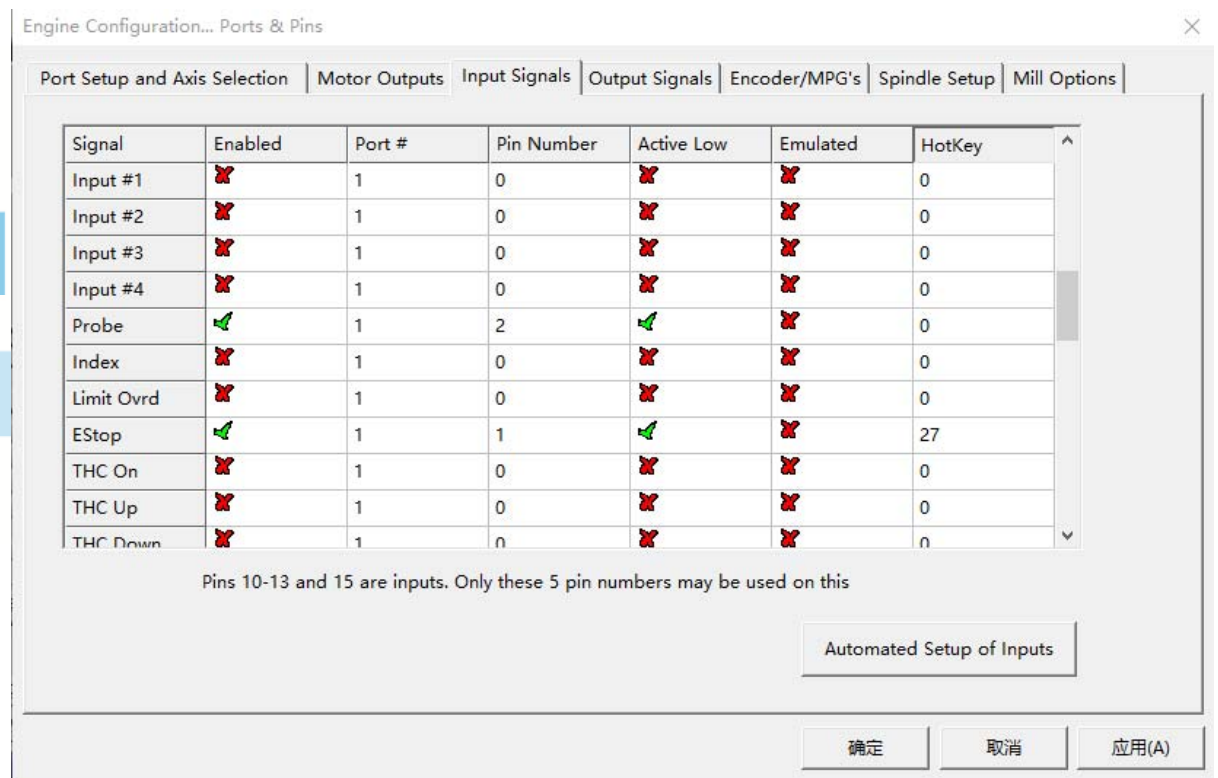 Engine Configuration... Ports & Pins
Port Setup and Axis Selection Motor Outputs Input Signals Output Signals Encoder/MPG's Spindle Setup Mill Options
Signal Enabled Port # Pin Number Active Low Emulated HotKey
Input #1 1 0 0
Input #2 1 0 0
Input #3 1 0 0
Input #4 1 0 0
Probe 1 2 0
Index 1 0 0
Limit Ovrd 1 0 0
EStop 1 1 27
THC On 1 0 0
THC Up 1 0 0
THC Down 1 0 0
Pins 10-13 and 15 are inputs. Only these 5 pin numbers may be used on this
Automated Setup of Inputs
确定 取消 应用(A)